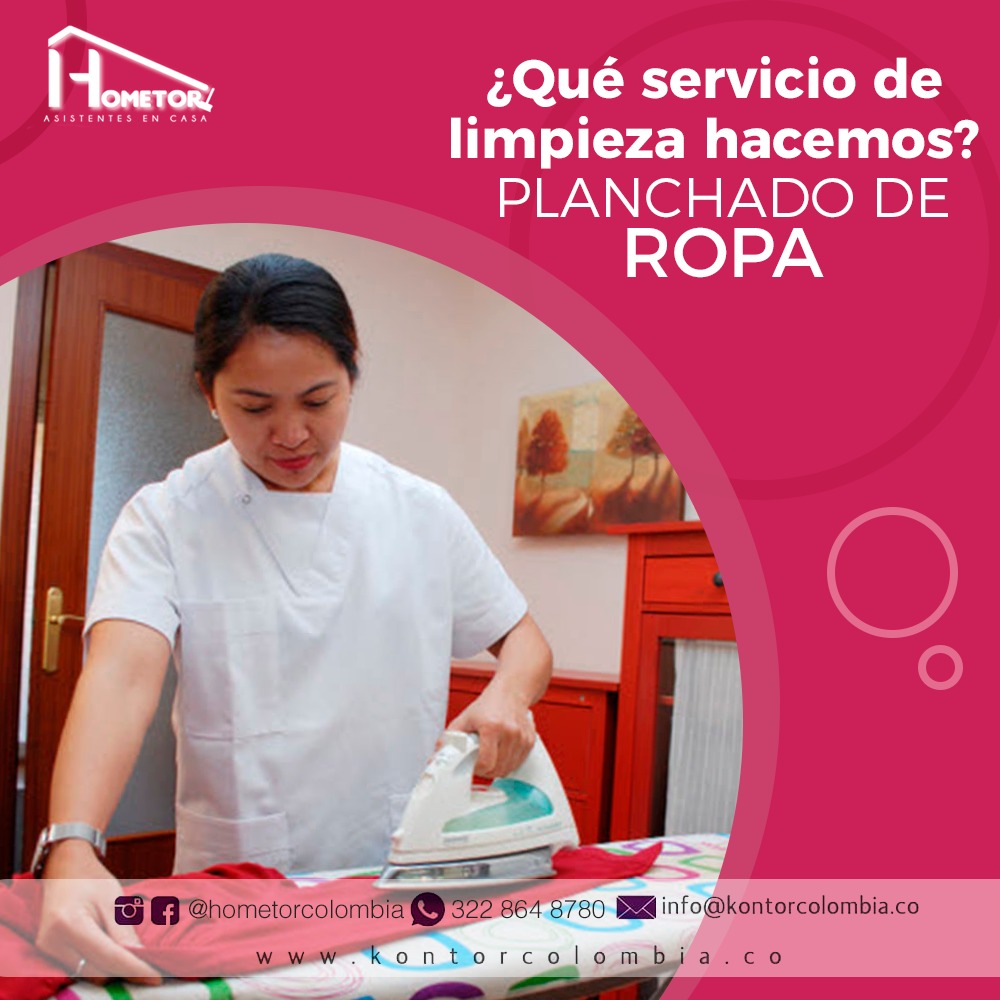 HOMETOR
ASISTENTES EN CASA
¿Qué servicio de
limpieza hacemos?
PLANCHADO DE
ROPA
@hometorcolombia 322 864 8780 info@kontorcolombia.co
www.kontorcolombia.co